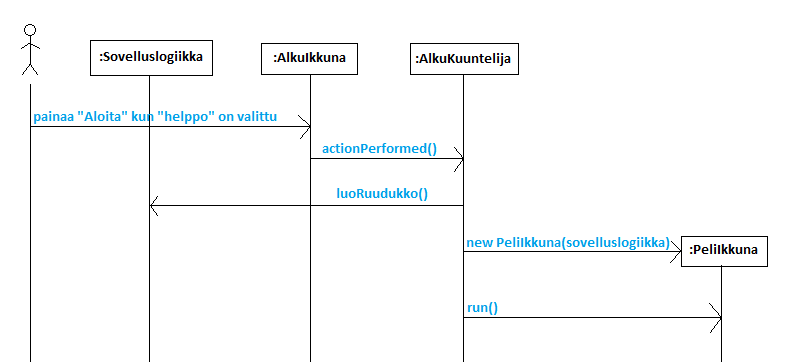 :Sovelluslogiikka
:AlkuIkkuna
:AlkuKuuntelija
painaa "Aloita" kun "helppo" on valittu
actionPerformed()
luoRuudukko()
new PeliIkkuna(sovelluslogiikka)
:PeliIkkuna
run()